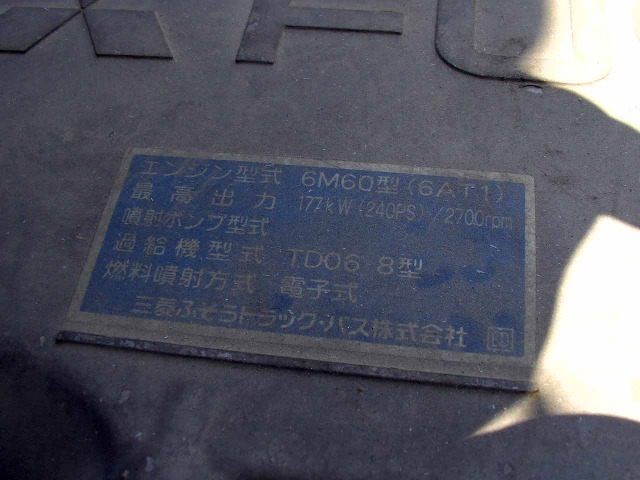 FU
エンジン型式 6M60型(6AT1)
最高出力 177kW(240PS)/2700rpm
噴射ポンプ型式
過給機型式 TD06-8型
燃料噴射方式 電子式
三菱ふそうトラック・バス株式会社